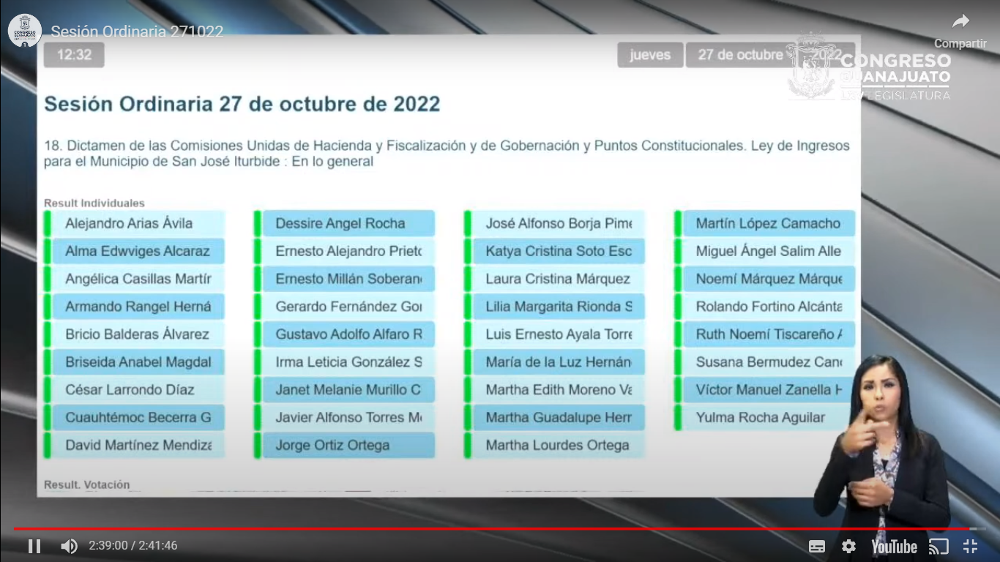 Sesión Ordinaria 271022
Compartir
12:32
jueves
27 de octubre
2022
CONGRESO
GUANAJUATO
LXV LEGISLATURA
Sesión Ordinaria 27 de octubre de 2022
18. Dictamen de las Comisiones Unidas de Hacienda y Fiscalización y de Gobernación y Puntos Constitucionales. Ley de Ingresos
para el Municipio de San José Iturbide : En lo general
Result Individuales
Alejandro Arias Ávila
Alma Edwviges Alcaraz
Angélica Casillas Martír
Armando Rangel Herná
Bricio Balderas Álvarez
Briseida Anabel Magdal
César Larrondo Díaz
Cuauhtémoc Becerra G
David Martínez Mendiza
Dessire Angel Rocha
Ernesto Alejandro Prieto
Ernesto Millán Soberan
Gerardo Fernández Gor
Gustavo Adolfo Alfaro R
Irma Leticia González S
Janet Melanie Murillo C
Javier Alfonso Torres Me
Jorge Ortiz Ortega
José Alfonso Borja Pime
Katya Cristina Soto Esc
Laura Cristina Márquez
Lilia Margarita Rionda S
Luis Ernesto Ayala Torre
María de la Luz Hernán
Martha Edith Moreno Va
Martha Guadalupe Herr
Martha Lourdes Ortega
Martín López Camacho
Miguel Ángel Salim Alle
Noemí Márquez Márque
Rolando Fortino Alcánta
Ruth Noemí Tiscareño A
Susana Bermudez Canc
Víctor Manuel Zanella H
Yulma Rocha Aguilar
Result. Votación
2:39:00 / 2:41:46
YouTube